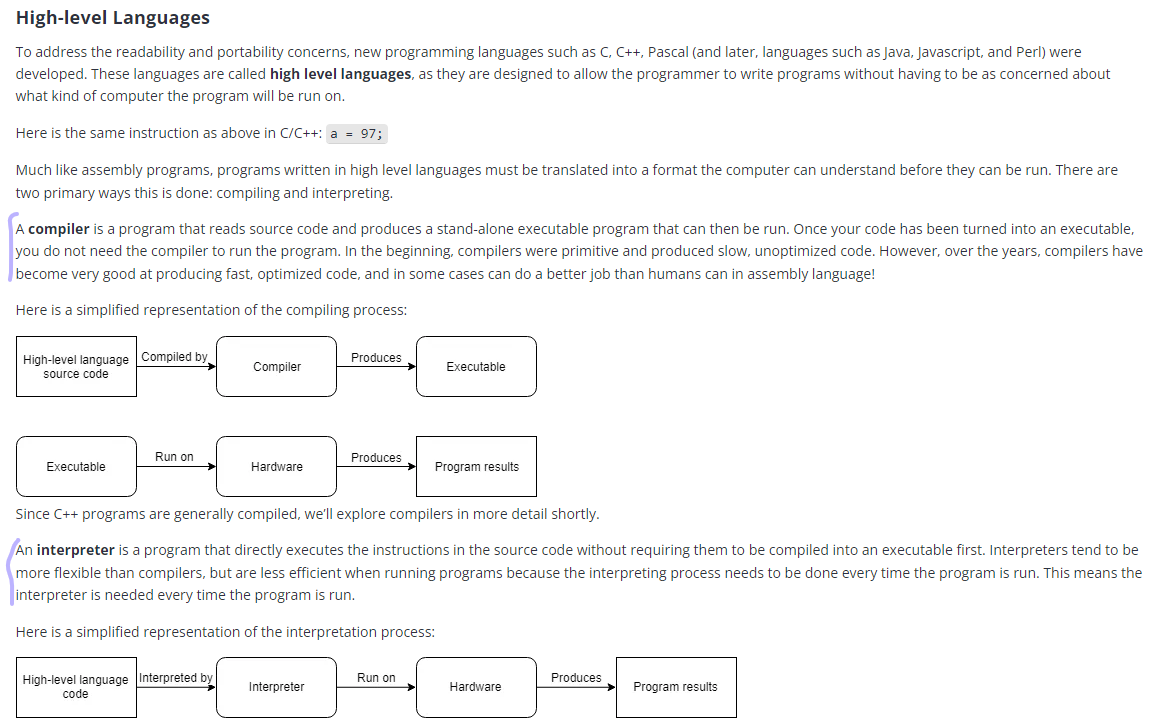 High-level Languages
To address the readability and portability concerns, new programming languages such as C, C++, Pascal (and later, languages such as Java, Javascript, and Perl) were
developed. These languages are called high level languages, as they are designed to allow the programmer to write programs without having to be as concerned about
what kind of computer the program will be run on.
Here is the same instruction as above in C/C++: a = 97;
Much like assembly programs, programs written in high level languages must be translated into a format the computer can understand before they can be run. There are
two primary ways this is done: compiling and interpreting.
A compiler is a program that reads source code and produces a stand-alone executable program that can then be run. Once your code has been turned into an executable,
you do not need the compiler to run the program. In the beginning, compilers were primitive and produced slow, unoptimized code. However, over the years, compilers have
become very good at producing fast, optimized code, and in some cases can do a better job than humans can in assembly language!
Here is a simplified representation of the compiling process:
High-level language
source code
Compiled by
Compiler
Produces
Executable
Executable
Run on
Hardware
Produces
Program results
Since C++ programs are generally compiled, we'll explore compilers in more detail shortly.
An interpreter is a program that directly executes the instructions in the source code without requiring them to be compiled into an executable first. Interpreters tend to be
more flexible than compilers, but are less efficient when running programs because the interpreting process needs to be done every time the program is run. This means the
interpreter is needed every time the program is run.
Here is a simplified representation of the interpretation process:
High-level language
code
Interpreted by
Interpreter
Run on
Hardware
Produces
Program results